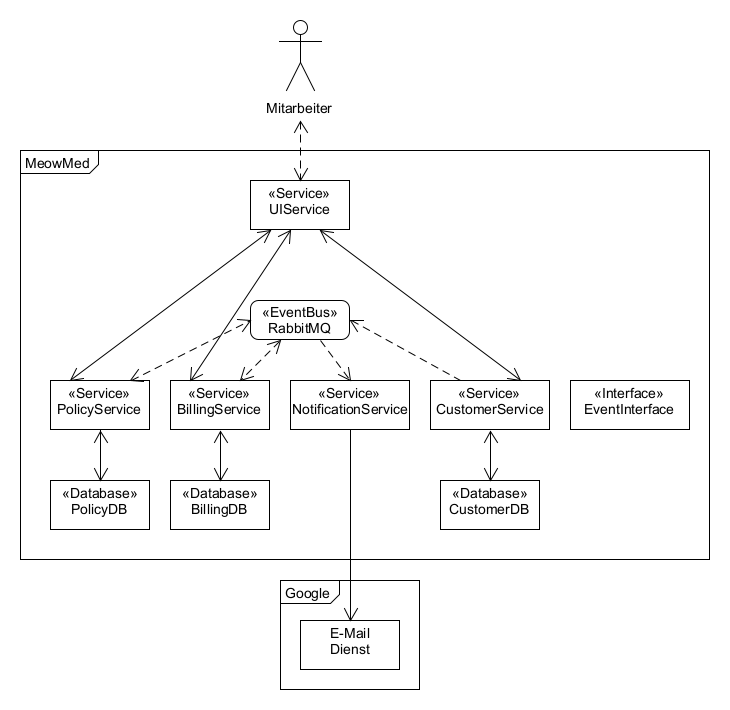 Mitarbeiter
MeowMed
«Service»
UIService
«EventBus»
RabbitMQ
«Service»
PolicyService
«Service»
BillingService
«Service»
NotificationService
«Service»
CustomerService
«Interface»
EventInterface
«Database»
PolicyDB
«Database»
BillingDB
«Database»
CustomerDB
Google
E-Mail
Dienst